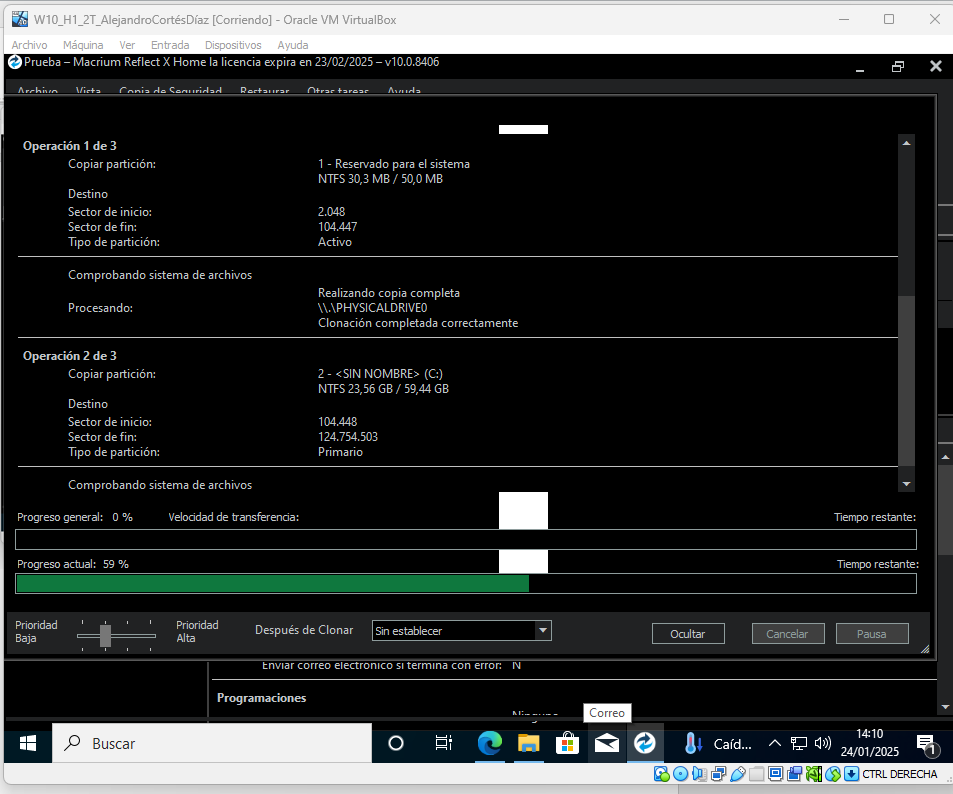 W10_H1_2T_AlejandroCortésDíaz [Corriendo] - Oracle VM VirtualBox
Archivo Máquina Ver Entrada Dispositivos Ayuda
Prueba – Macrium Reflect X Home la licencia expira en 23/02/2025 – v10.0.8406
Archivo Vista Copia de Seguridad Restaurar Otras tareas Ayuda
Operación 1 de 3
Copiar partición: 1 - Reservado para el sistema
NTFS 30,3 MB / 50,0 MB
Destino
Sector de inicio: 2.048
Sector de fin: 104.447
Tipo de partición: Activo
Comprobando sistema de archivos
Realizando copia completa
Procesando: \\.\PHYSICALDRIVE0
Clonación completada correctamente
Operación 2 de 3
Copiar partición: 2 - <SIN NOMBRE> (C:)
NTFS 23,56 GB / 59,44 GB
Destino
Sector de inicio: 104.448
Sector de fin: 124.754.503
Tipo de partición: Primario
Comprobando sistema de archivos
Progreso general: 0 % Velocidad de transferencia: Tiempo restante:
Progreso actual: 59 % Tiempo restante:
Prioridad Baja Prioridad Alta Después de Clonar Sin establecer Ocultar Cancelar Pausa
Enviar correo electrónico si termina con error: N
Programaciones
Ninguno
Correo
Buscar Caíd... 14:10
24/01/2025 1
CTRL DERECHA